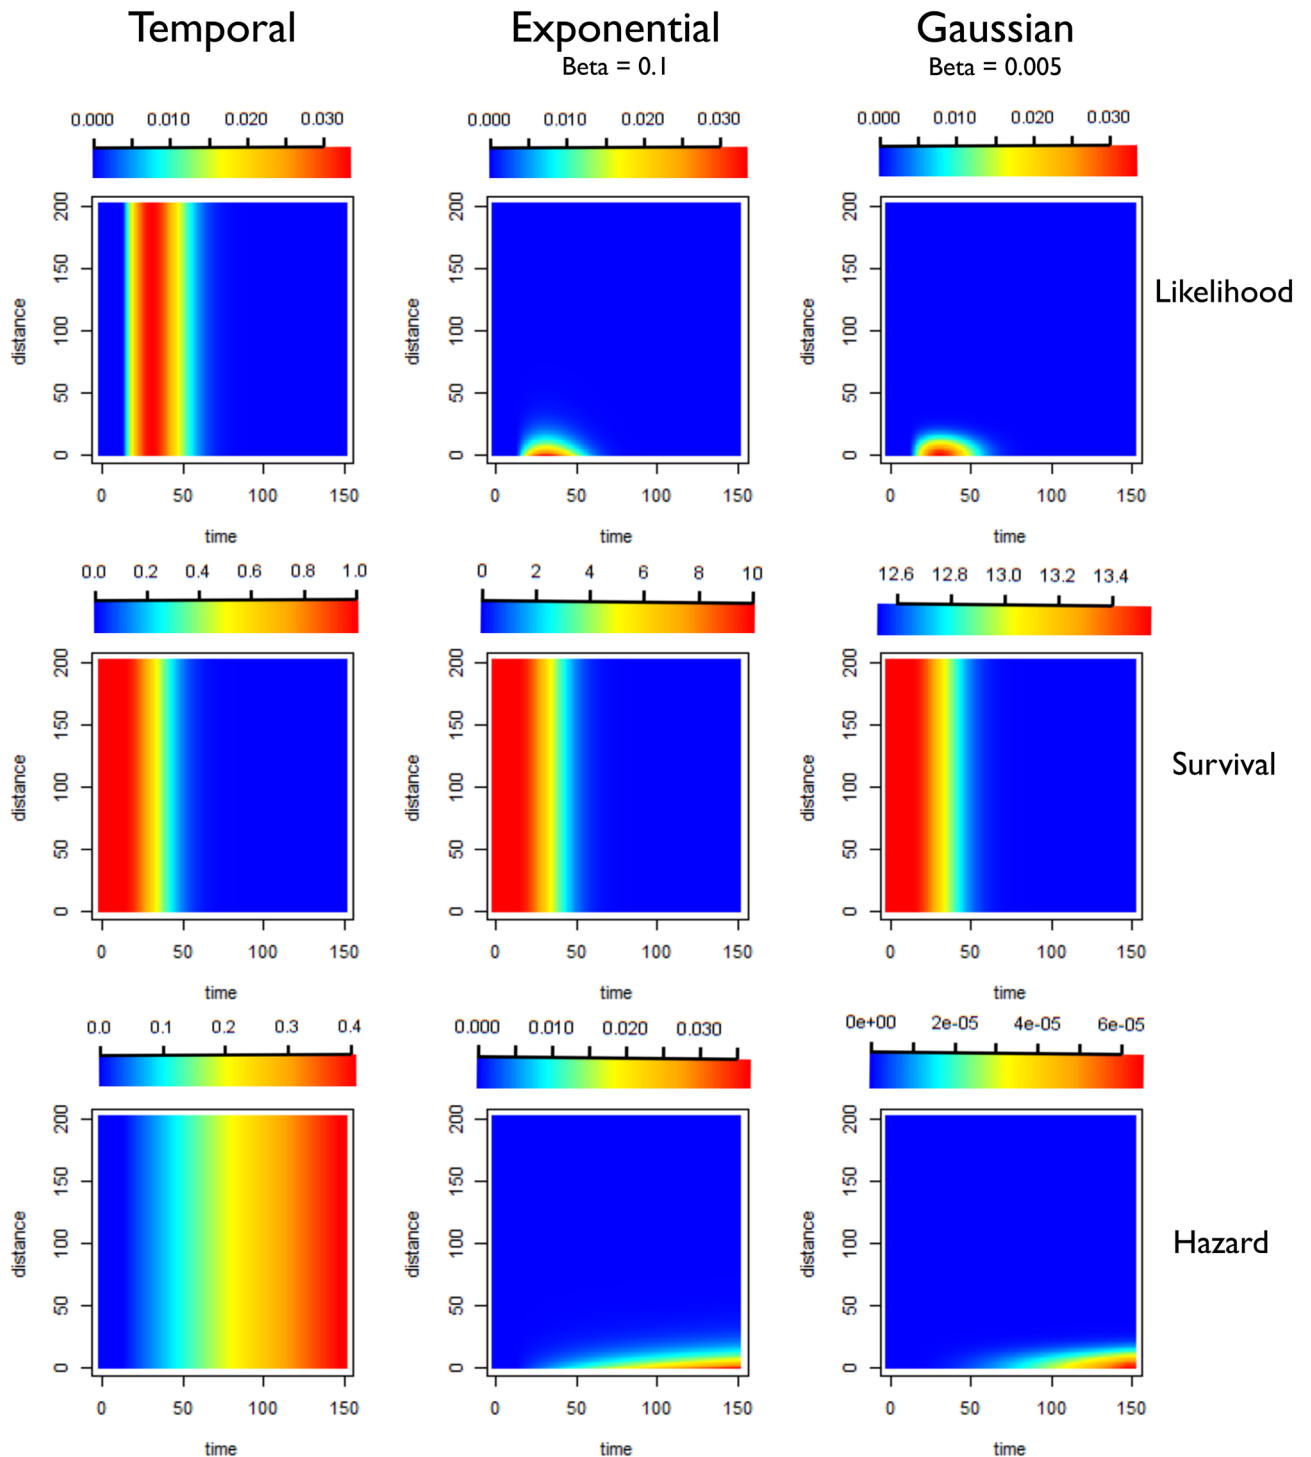 Temporal Exponential Gaussian
Beta = 0.1 Beta = 0.005
0.000 0.010 0.020 0.030 0.000 0.010 0.020 0.030 0.000 0.010 0.020 0.030
200 200 200
150 150 150
Likelihood
distance distance distance
100 100 100
50 50 50
0 0 0
0 50 100 150 0 50 100 150 0 50 100 150
time time time
0.0 0.2 0.4 0.6 0.8 1.0 0 2 4 6 8 10 12.6 12.8 13.0 13.2 13.4
200 200 200
150 150 150
Survival
distance distance distance
100 100 100
50 50 50
0 0 0
0 50 100 150 0 50 100 150 0 50 100 150
time time time
0.0 0.1 0.2 0.3 0.4 0.000 0.010 0.020 0.030 0e+00 2e-05 4e-05 6e-05
200 200 200
150 150 150
Hazard
distance distance distance
100 100 100
50 50 50
0 0 0
0 50 100 150 0 50 100 150 0 50 100 150
time time time